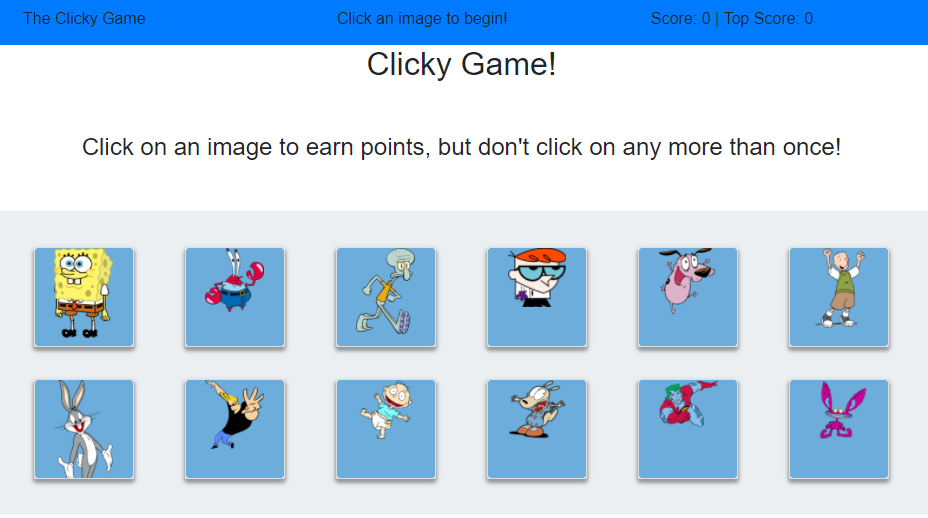 The Clicky Game
Click an image to begin!
Score: 0 | Top Score: 0
Clicky Game!
Click on an image to earn points, but don't click on any more than once!